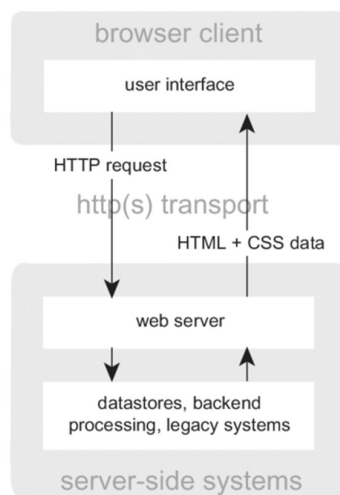 browser client
user interface
HTTP request
http(s) transport
HTML + CSS data
web server
datastores, backend
processing, legacy systems
server-side systems